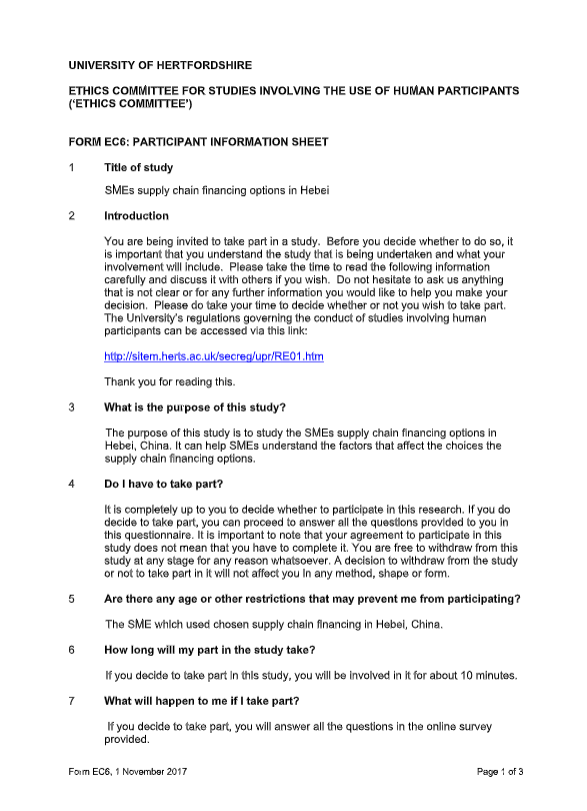 UNIVERSITY OF HERTFORDSHIRE
ETHICS COMMITTEE FOR STUDIES INVOLVING THE USE OF HUMAN PARTICIPANTS
('ETHICS COMMITTEE')
FORM EC6: PARTICIPANT INFORMATION SHEET
1 Title of study
SMEs supply chain financing options in Hebei
2 Introduction
You are being invited to take part in a study. Before you decide whether to do so, it
is important that you understand the study that is being undertaken and what your
involvement will include. Please take the time to read the following information
carefully and discuss it with others if you wish. Do not hesitate to ask us anything
that is not clear or for any further information you would like to help you make your
decision. Please do take your time to decide whether or not you wish to take part.
The University's regulations governing the conduct of studies involving human
participants can be accessed via this link:
http://sitem.herts.ac.uk/secreg/upr/RE01.htm
Thank you for reading this.
3 What is the purpose of this study?
The purpose of this study is to study the SMEs supply chain financing options in
Hebei, China. It can help SMEs understand the factors that affect the choices the
supply chain financing options.
4 Do I have to take part?
It is completely up to you to decide whether to participate in this research. If you do
decide to take part, you can proceed to answer all the questions provided to you in
this questionnaire. It is important to note that your agreement to participate in this
study does not mean that you have to complete it. You are free to withdraw from this
study at any stage for any reason whatsoever. A decision to withdraw from the study
or not to take part in it will not affect you in any method, shape or form.
5 Are there any age or other restrictions that may prevent me from participating?
The SME which used chosen supply chain financing in Hebei, China.
6 How long will my part in the study take?
If you decide to take part in this study, you will be involved in it for about 10 minutes.
7 What will happen to me if I take part?
If you decide to take part, you will answer all the questions in the online survey
provided.
Form EC6, 1 November 2017 Page 1 of 3